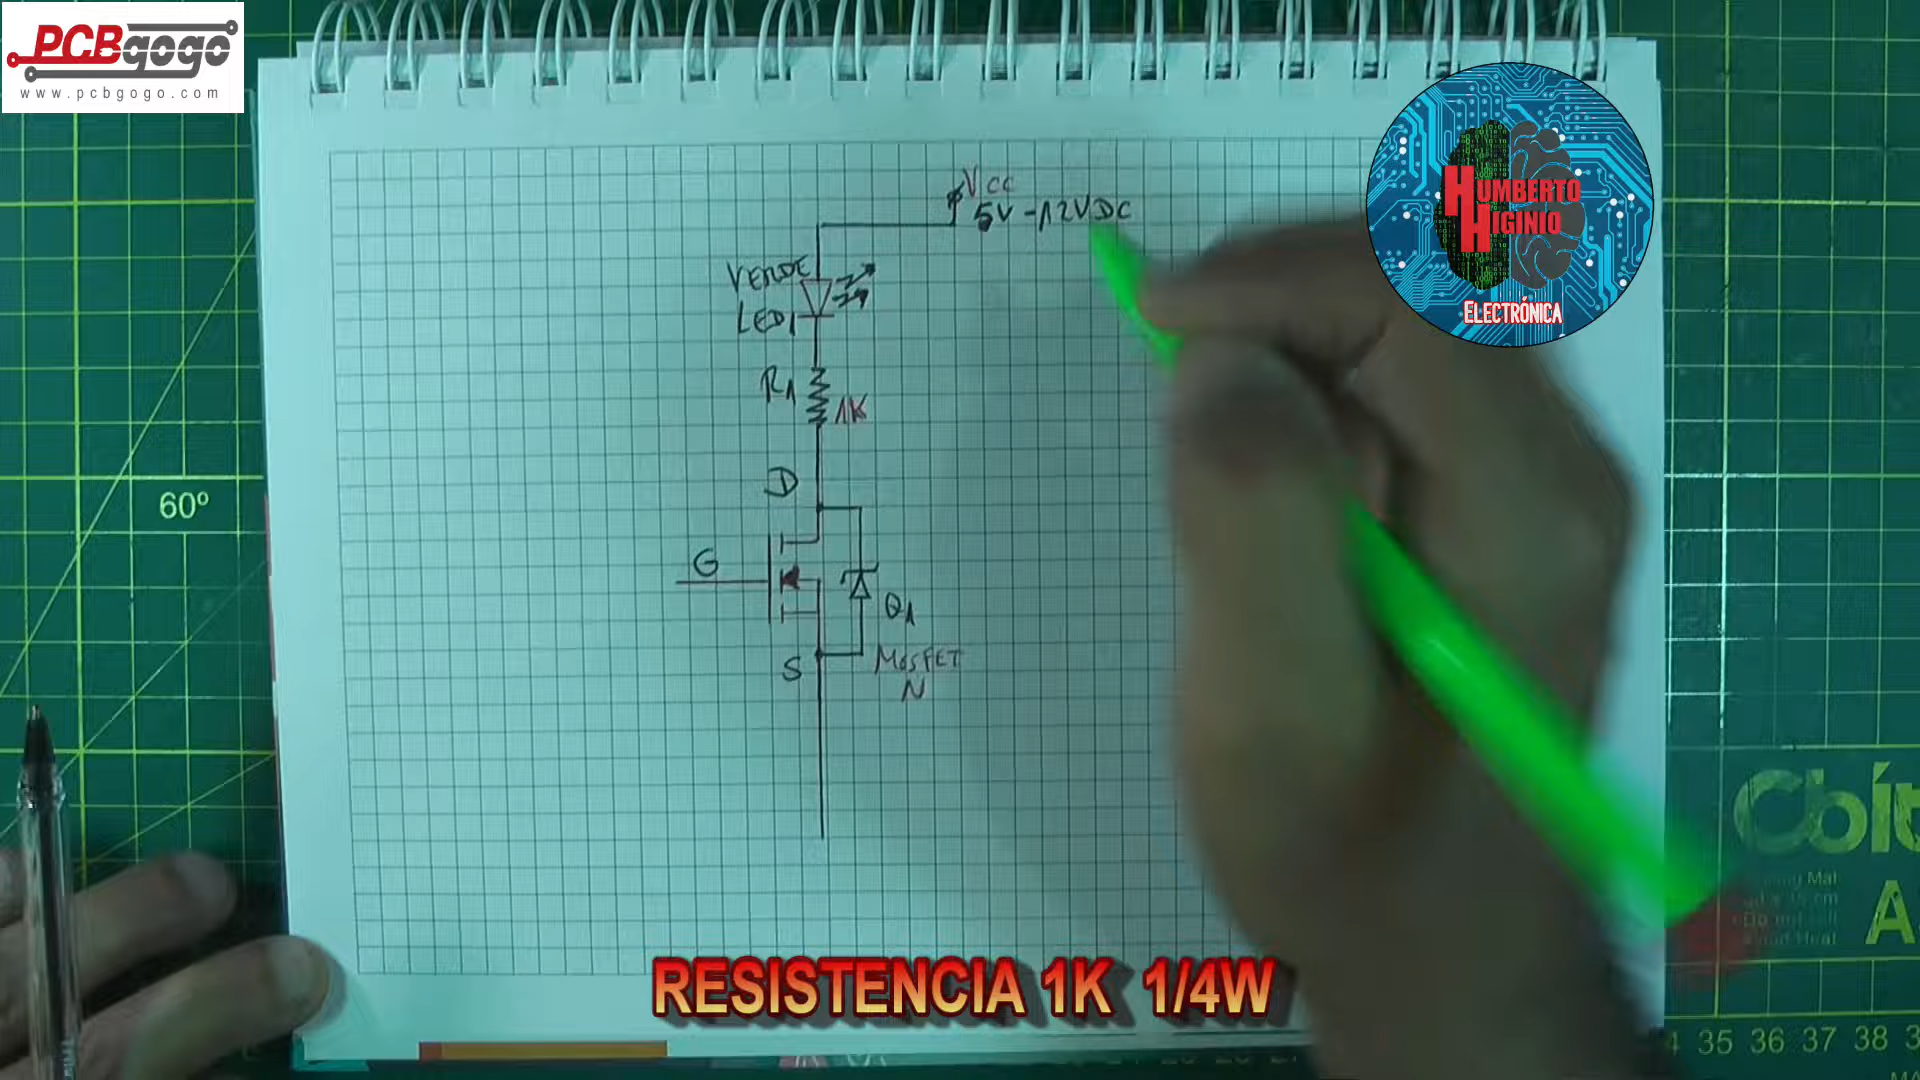 PCBgogo
www.pcbgogo.com
Vcc
5V-12VDC
VERDE
LED1
R1
1K
D
G
Q1
S
MOSFET
N
HUMBERTO
HIGINIO
ELECTRÓNICA
60º
RESISTENCIA 1K 1/4W
35 36 37 38